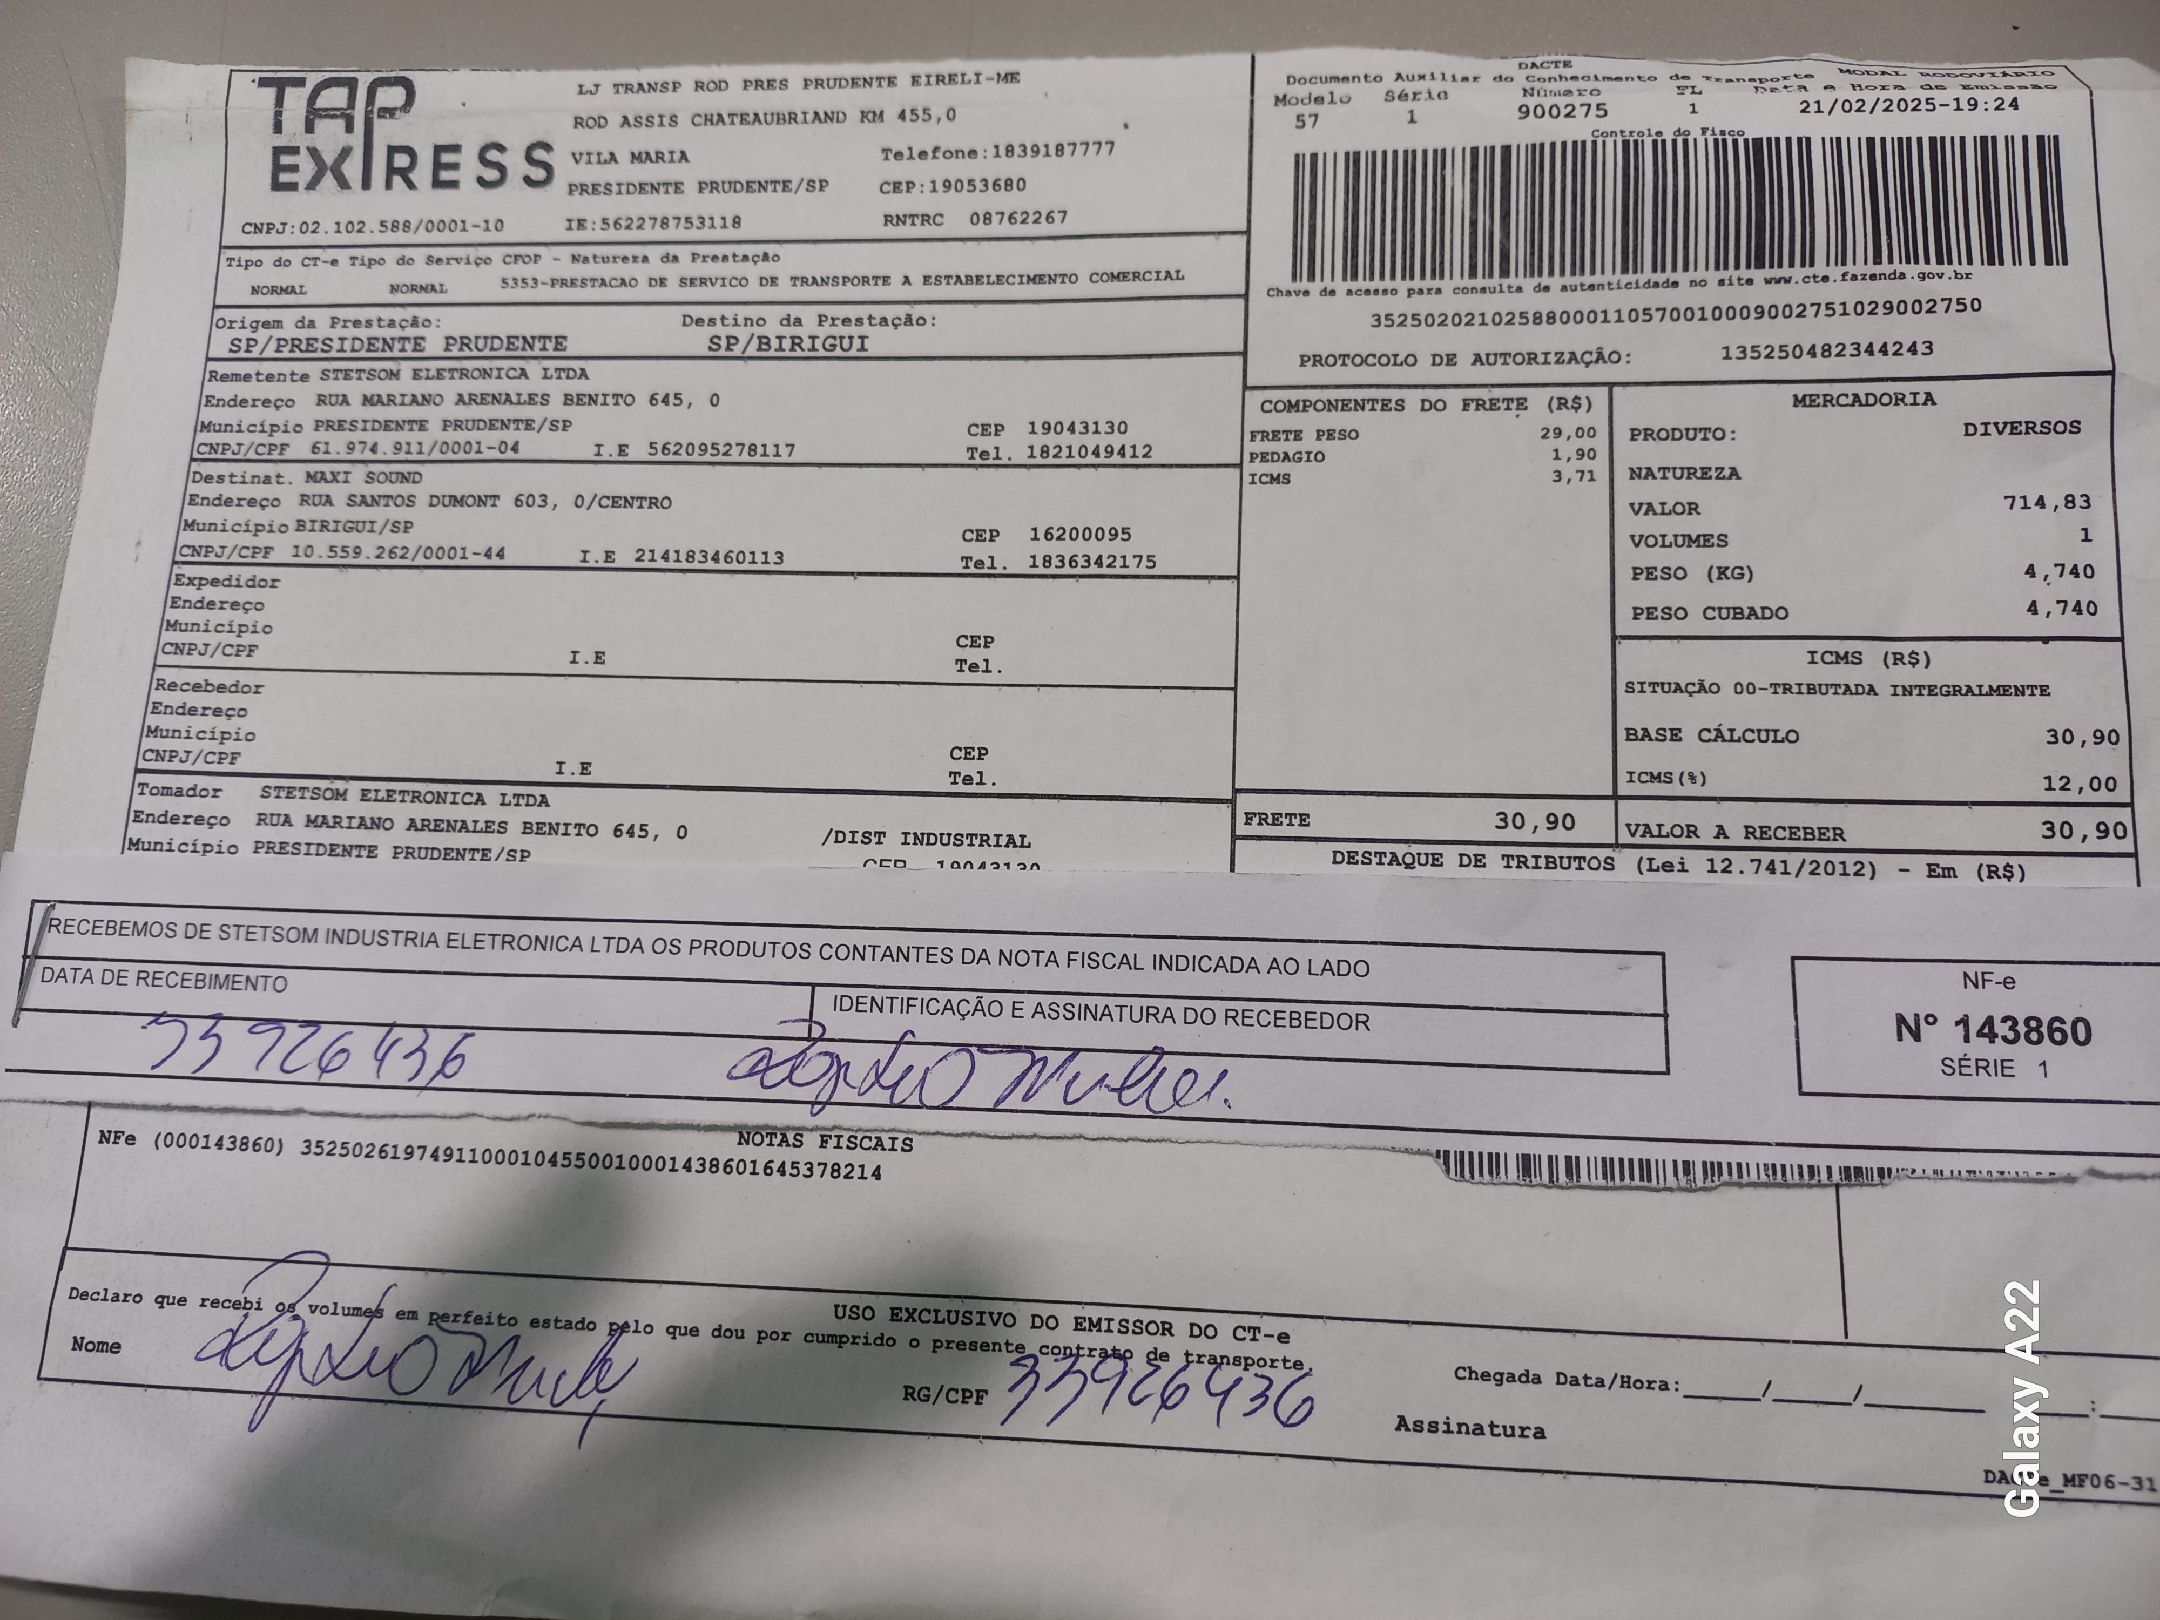 TAP EXPRESS
LJ TRANSP ROD PRES PRUDENTE EIRELI-ME
ROD ASSIS CHATEAUBRIAND KM 455,0
VILA MARIA Telefone:1839187777
PRESIDENTE PRUDENTE/SP CEP:19053680
CNPJ:02.102.588/0001-10 IE:562278753118 RNTRC 08762267
DACTE
Documento Auxiliar do Conhecimento de Transporte MODAL RODOVIÁRIO
Modelo Série Número FL Data e Hora de Emissão
57 1 900275 1 21/02/2025-19:24
Controle do Fisco
Chave de acesso para consulta de autenticidade no site www.cte.fazenda.gov.br
35250202102588000110570010009002751029002750
PROTOCOLO DE AUTORIZAÇÃO: 135250482344243
Tipo do CT-e Tipo do Serviço CFOP - Natureza da Prestação
NORMAL NORMAL 5353-PRESTACAO DE SERVICO DE TRANSPORTE A ESTABELECIMENTO COMERCIAL
Origem da Prestação: Destino da Prestação:
SP/PRESIDENTE PRUDENTE SP/BIRIGUI
Remetente STETSOM ELETRONICA LTDA
Endereço RUA MARIANO ARENALES BENITO 645, 0
Município PRESIDENTE PRUDENTE/SP CEP 19043130
CNPJ/CPF 61.974.911/0001-04 I.E 562095278117 Tel. 1821049412
Destinat. MAXI SOUND
Endereço RUA SANTOS DUMONT 603, 0/CENTRO
Município BIRIGUI/SP CEP 16200095
CNPJ/CPF 10.559.262/0001-44 I.E 214183460113 Tel. 1836342175
Expedidor
Endereço
Município CEP
CNPJ/CPF I.E Tel.
Recebedor
Endereço
Município CEP
CNPJ/CPF I.E Tel.
Tomador STETSOM ELETRONICA LTDA
Endereço RUA MARIANO ARENALES BENITO 645, 0 /DIST INDUSTRIAL
Município PRESIDENTE PRUDENTE/SP CEP 19043130
COMPONENTES DO FRETE (R$)
FRETE PESO 29,00
PEDAGIO 1,90
ICMS 3,71
FRETE 30,90
MERCADORIA
PRODUTO: DIVERSOS
NATUREZA
VALOR 714,83
VOLUMES 1
PESO (KG) 4,740
PESO CUBADO 4,740
ICMS (R$)
SITUAÇÃO 00-TRIBUTADA INTEGRALMENTE
BASE CÁLCULO 30,90
ICMS(%) 12,00
VALOR A RECEBER 30,90
DESTAQUE DE TRIBUTOS (Lei 12.741/2012) - Em (R$)
RECEBEMOS DE STETSOM INDUSTRIA ELETRONICA LTDA OS PRODUTOS CONTANTES DA NOTA FISCAL INDICADA AO LADO
DATA DE RECEBIMENTO
IDENTIFICAÇÃO E ASSINATURA DO RECEBEDOR
33926436
NF-e
N° 143860
SÉRIE 1
NOTAS FISCAIS
NFe (000143860) 35250261974911000104550010001438601645378214
USO EXCLUSIVO DO EMISSOR DO CT-e
Declaro que recebi os volumes em perfeito estado pelo que dou por cumprido o presente contrato de transporte.
Nome
RG/CPF 33926436
Chegada Data/Hora:____/____/______ __:__
Assinatura
Galaxy A22